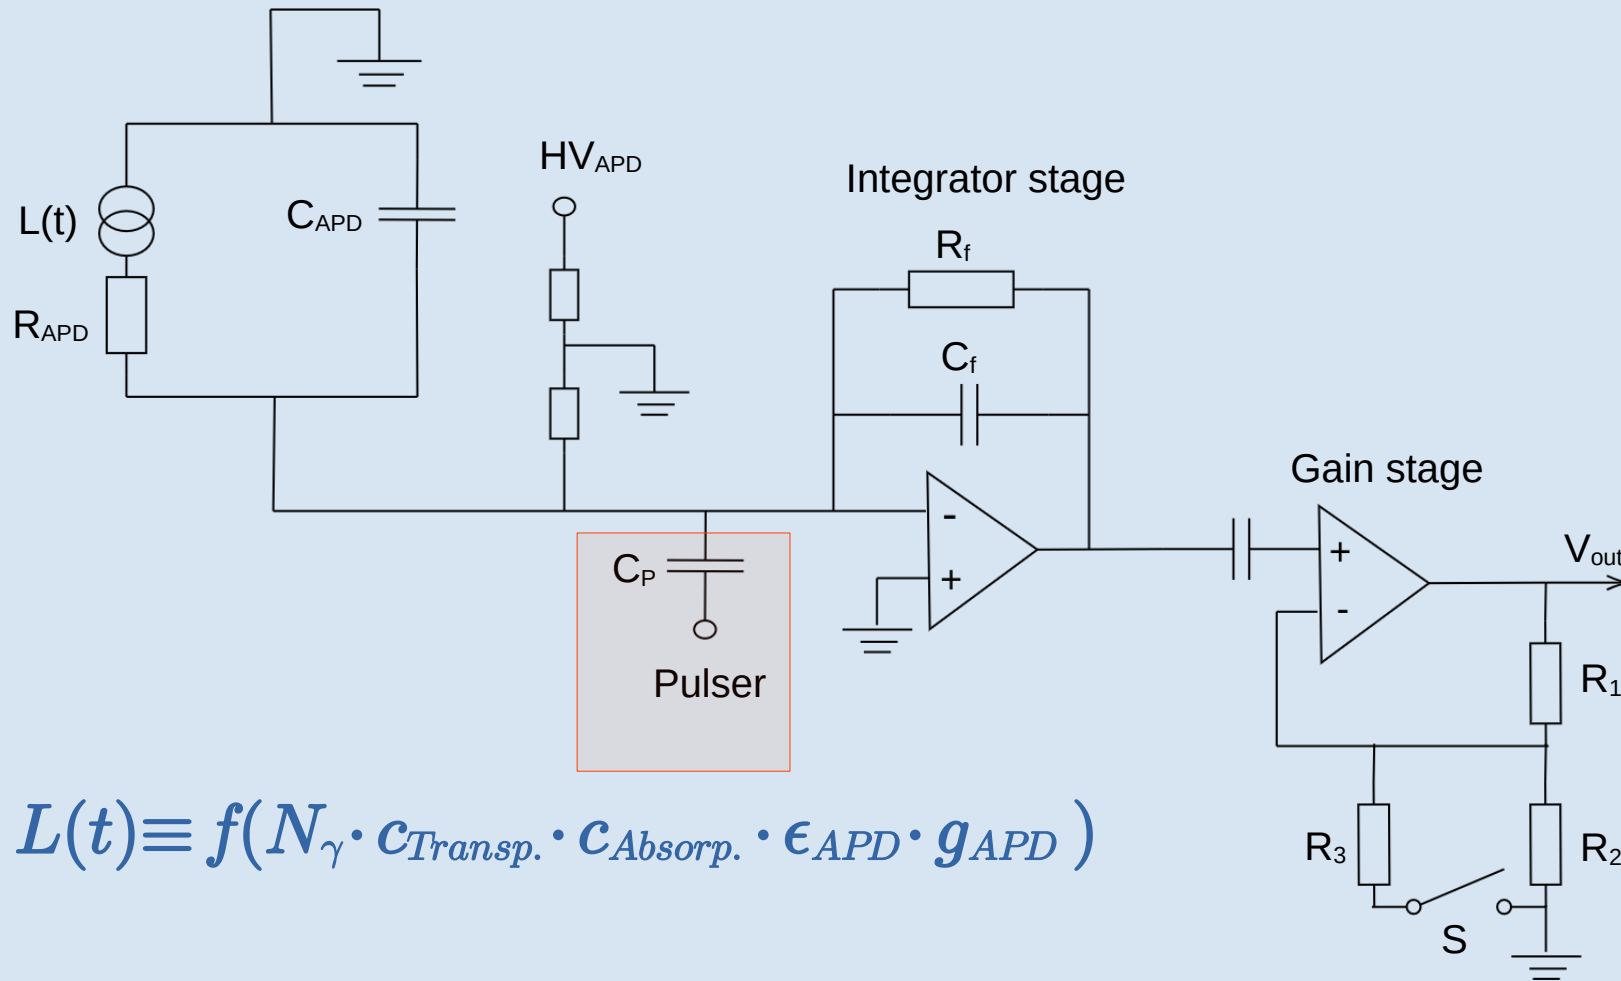 HV_APD
Integrator stage
L(t)
C_APD
R_f
R_APD
C_f
Gain stage
-
+
+
-
V_out
C_P
Pulser
R_1
L(t)≡ f(N_γ · c_Transp. · c_Absorp. · ϵ_APD · g_APD )
R_3
R_2
S